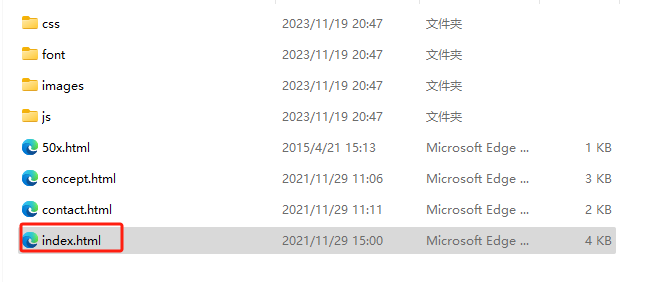 css 2023/11/19 20:47 文件夹
font 2023/11/19 20:47 文件夹
images 2023/11/19 20:47 文件夹
js 2023/11/19 20:47 文件夹
50x.html 2015/4/21 15:13 Microsoft Edge ... 1 KB
concept.html 2021/11/29 11:06 Microsoft Edge ... 3 KB
contact.html 2021/11/29 11:11 Microsoft Edge ... 2 KB
index.html 2021/11/29 15:00 Microsoft Edge ... 4 KB